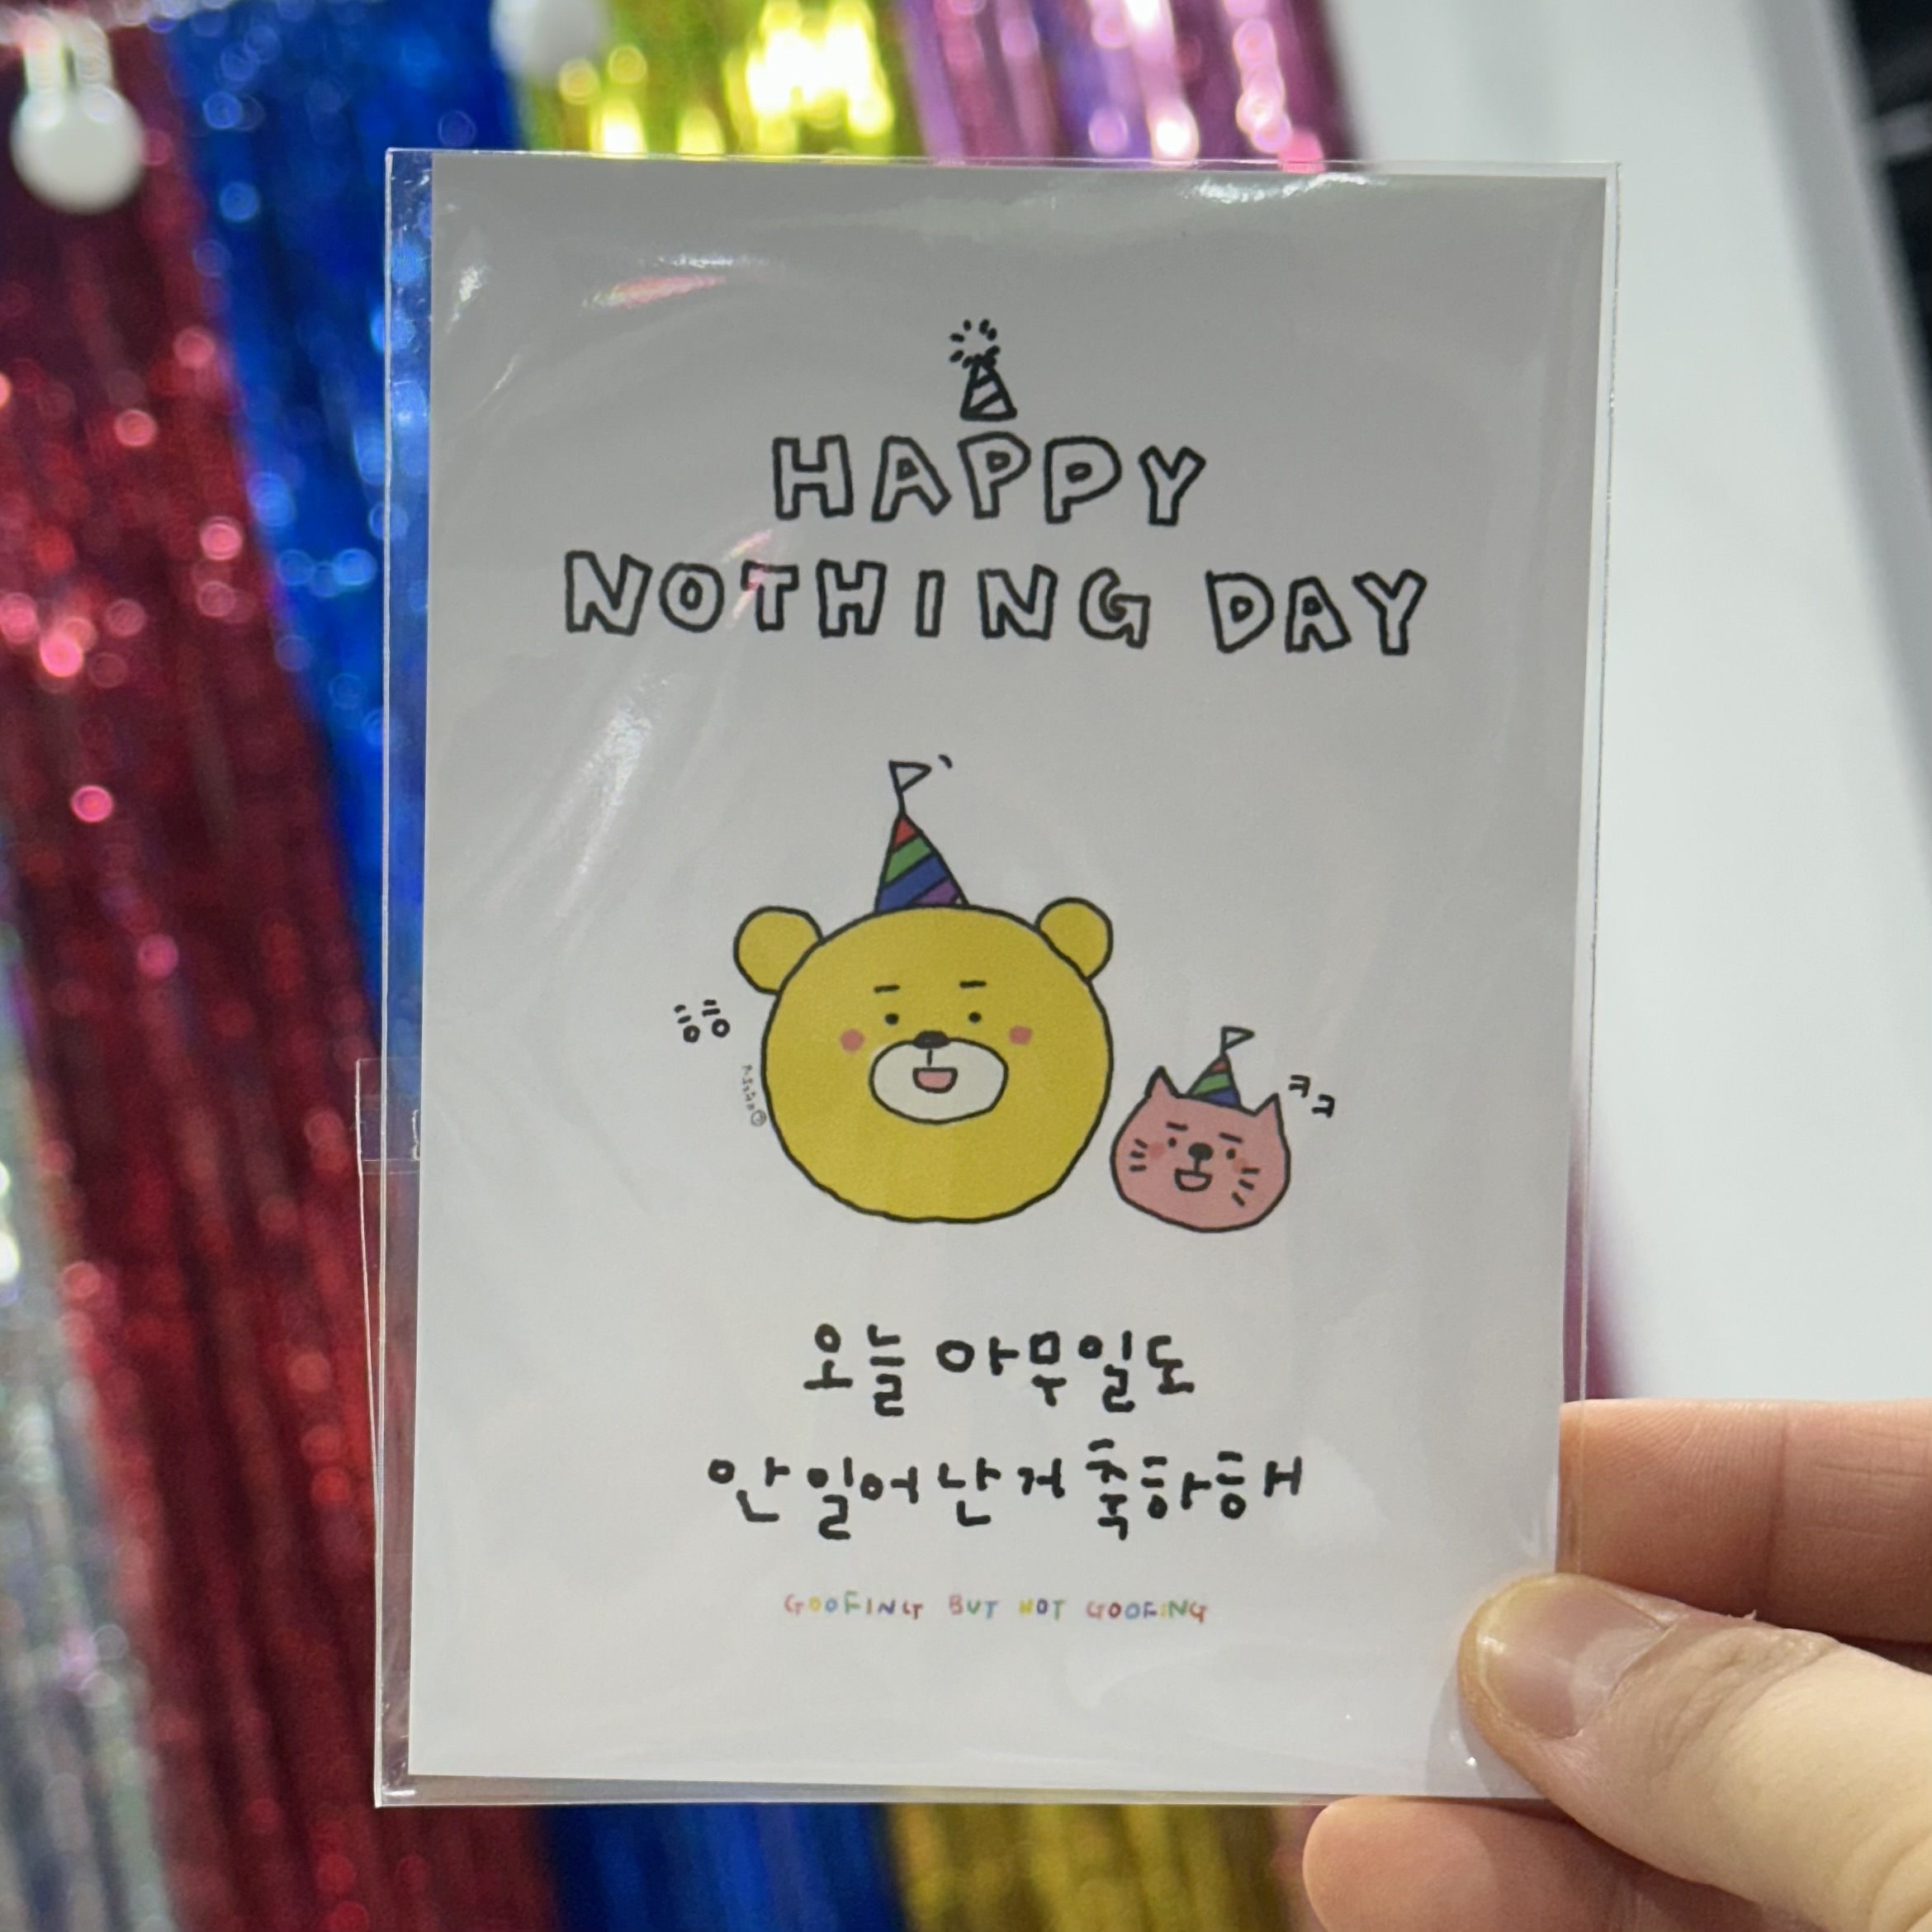 HAPPY
NOTHING DAY
ㅎㅎ
ㅋㅋ
오늘 아무일도
안 일어난거 축하해
GOOFING BUT NOT GOOFING